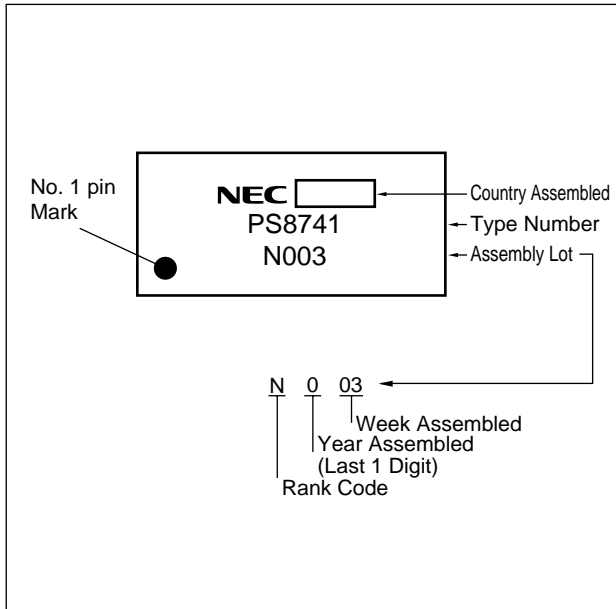 No. 1 pin
Mark
NEC
Country Assembled
PS8741
Type Number
N003
Assembly Lot
N 0 03
Week Assembled
Year Assembled
(Last 1 Digit)
Rank Code